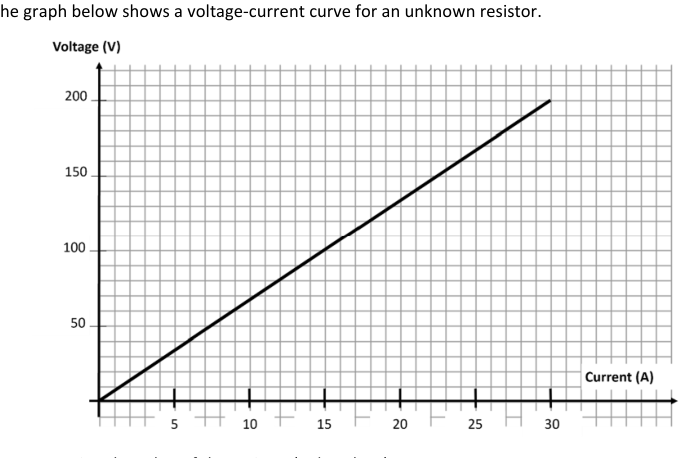 he graph below shows a voltage-current curve for an unknown resistor.
Voltage (V)
200
150
100
50
Current (A)
5 10 15 20 25 30